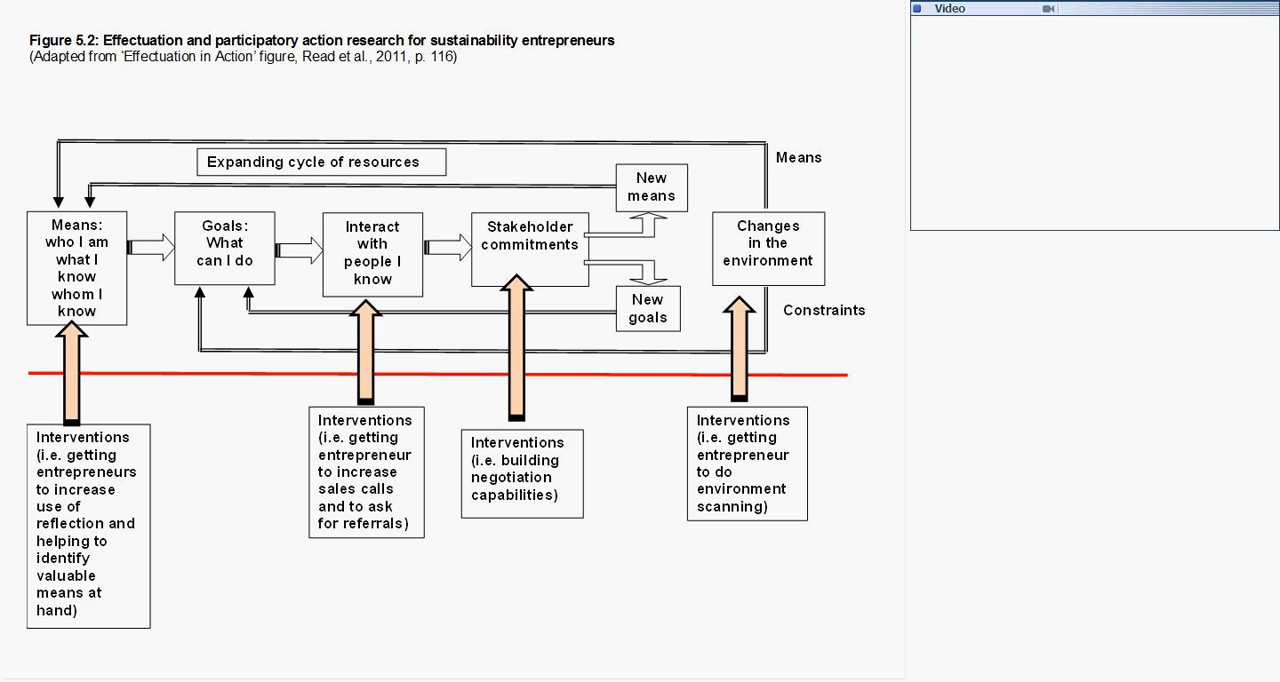 Figure 5.2: Effectuation and participatory action research for sustainability entrepreneurs
(Adapted from 'Effectuation in Action' figure, Read et al., 2011, p. 116)
Video
Expanding cycle of resources
Means
New
means
Means:
who I am
what I
know
whom I
know
Goals:
What
can I do
Interact
with
people I
know
Stakeholder
commitments
Changes
in the
environment
New
goals
Constraints
Interventions
(i.e. getting
entrepreneurs
to increase
use of
reflection and
helping to
identify
valuable
means at
hand)
Interventions
(i.e. getting
entrepreneur
to increase
sales calls
and to ask
for referrals)
Interventions
(i.e. building
negotiation
capabilities)
Interventions
(i.e. getting
entrepreneur
to do
environment
scanning)